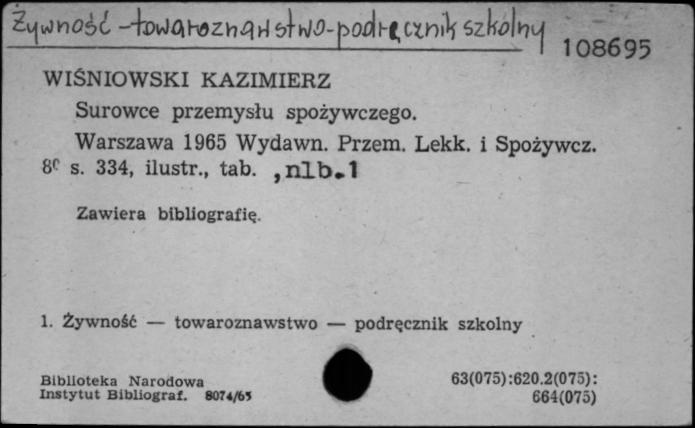 Żywność - towaroznawstwo - podręcznik szkolny
108695
WIŚNIOWSKI KAZIMIERZ
Surowce przemysłu spożywczego.
Warszawa 1965 Wydawn. Przem. Lekk. i Spożywcz.
8° s. 334, ilustr., tab. ,nlb.1
Zawiera bibliografię.
1. Żywność — towaroznawstwo — podręcznik szkolny
Biblioteka Narodowa
Instytut Bibliograf. 8074/65
63(075):620.2(075):
664(075)